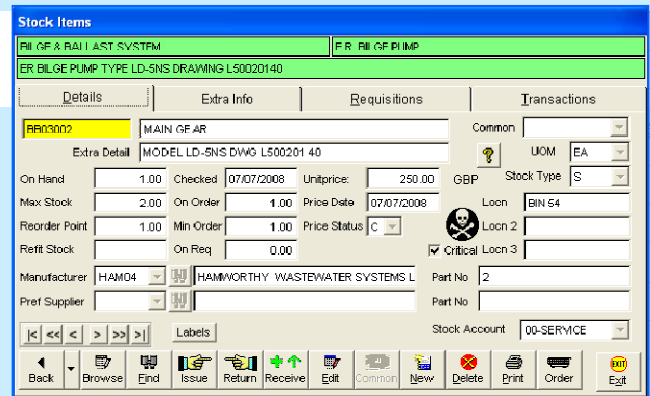 Stock Items
BILGE & BALLAST SYSTEM E.R. BILGE PUMP
ER BILGE PUMP TYPE LD-5NS DRAWING L50020140
Details Extra Info Requisitions Transactions
BB03002 MAIN GEAR Common
Extra Detail MODEL LD-5NS DWG L500201 40 ? UOM EA
On Hand 1.00 Checked 07/07/2008 Unitprice: 250.00 GBP Stock Type S
Max Stock 2.00 On Order 1.00 Price Date 07/07/2008 Locn BIN 54
Reorder Point 1.00 Min Order 1.00 Price Status C Locn 2
Refit Stock On Req 0.00 Critical Locn 3
Manufacturer HAM04 HAMWORTHY WASTEWATER SYSTEMS L Part No 2
Pref Supplier Part No
|< << < > >> >| Labels Stock Account 00-SERVICE
Back Browse Find Issue Return Receive Edit Common New Delete Print Order EXIT Exit